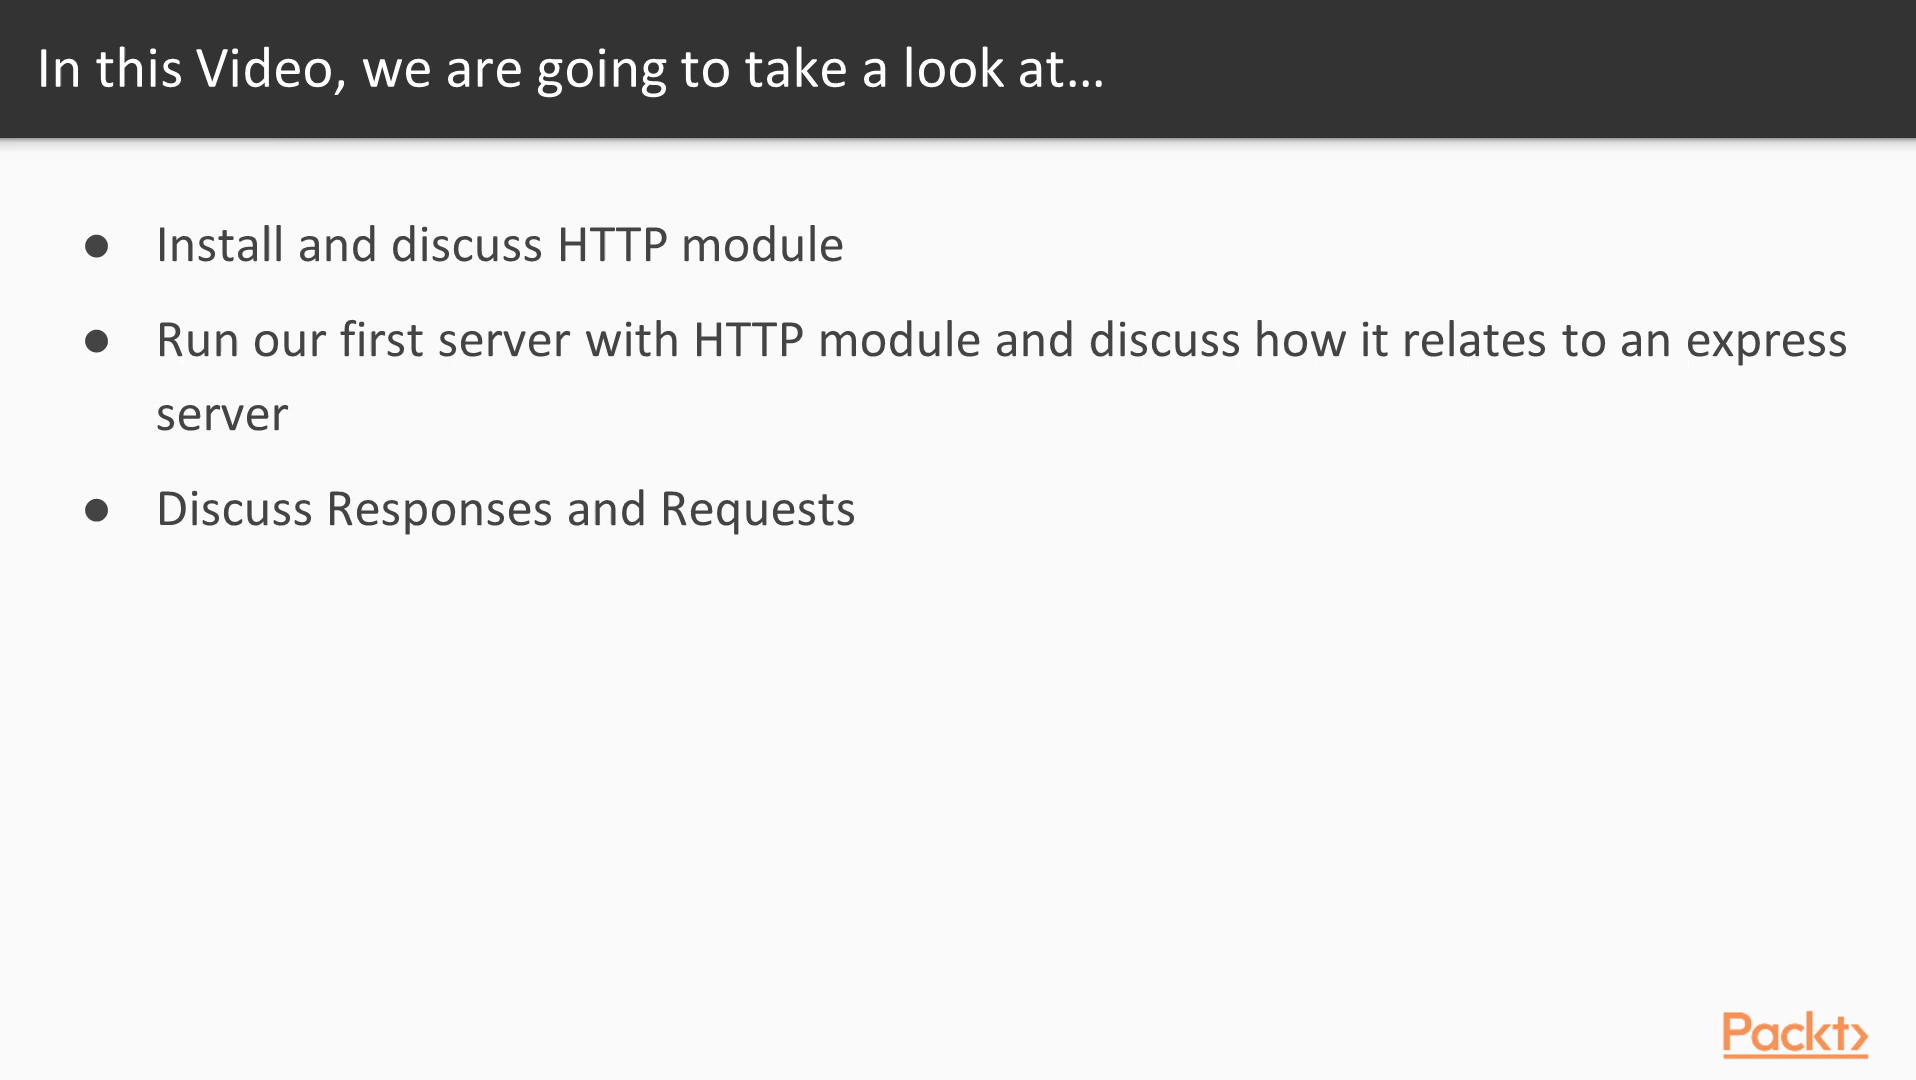 In this Video, we are going to take a look at...
● Install and discuss HTTP module
● Run our first server with HTTP module and discuss how it relates to an express
server
● Discuss Responses and Requests
Packt>